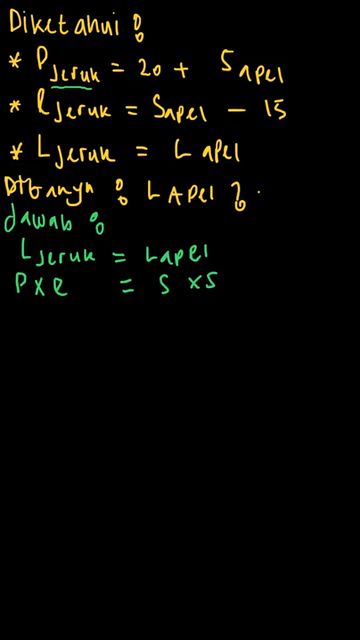 Diketahui :
* P jeruk = 20 + S apel
* l jeruk = S apel - 15
* L jeruk = L apel
Ditanya : L Apel ? .
Jawab :
L jeruk = L apel
P x l = S x S